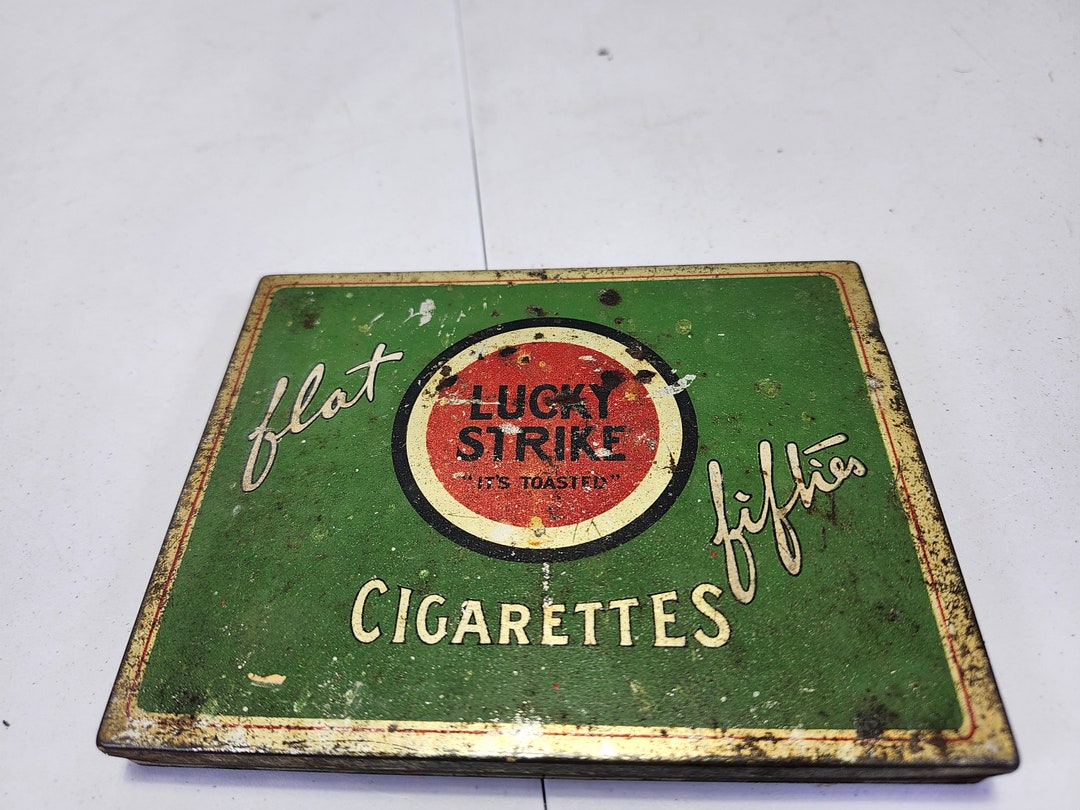 flat
LUCKY
STRIKE
"IT'S TOASTED"
fifties
CIGARETTES